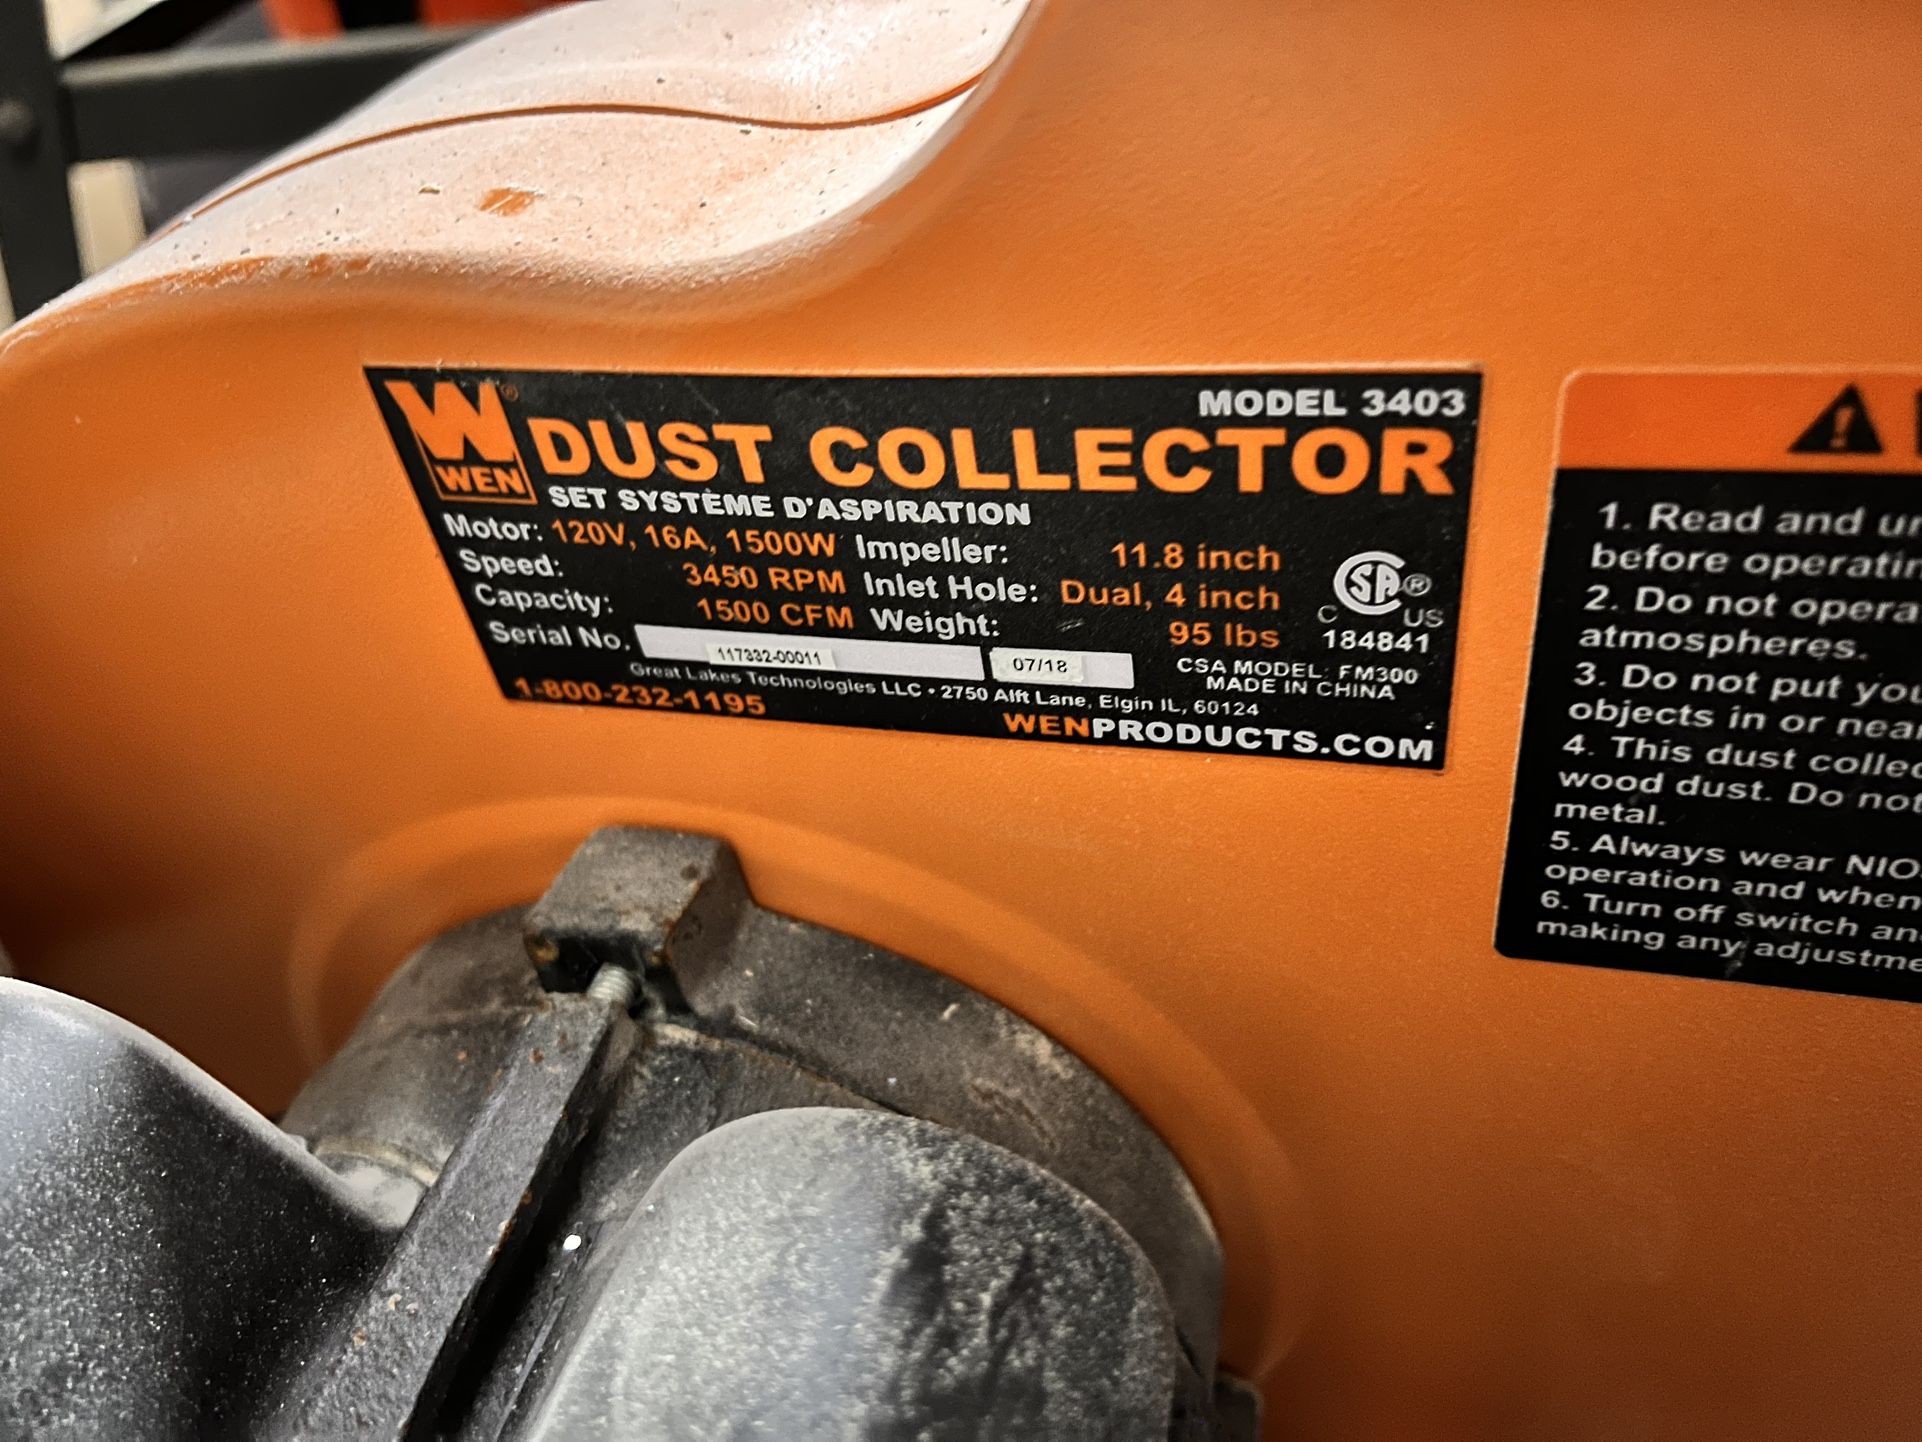 W®
WEN
MODEL 3403
DUST COLLECTOR
SET SYSTÈME D'ASPIRATION
Motor: 120V, 16A, 1500W Impeller: 11.8 inch
Speed: 3450 RPM Inlet Hole: Dual, 4 inch
Capacity: 1500 CFM Weight: 95 lbs
Serial No. 117332-00011 07/18
CSA®
C US
184841
CSA MODEL: FM300
MADE IN CHINA
Great Lakes Technologies LLC • 2750 Alft Lane, Elgin IL, 60124
1-800-232-1195
WENPRODUCTS.COM
1. Read and un
before operatin
2. Do not opera
atmospheres.
3. Do not put you
objects in or near
4. This dust collec
wood dust. Do not
metal.
5. Always wear NIO
operation and when
6. Turn off switch an
making any adjustme